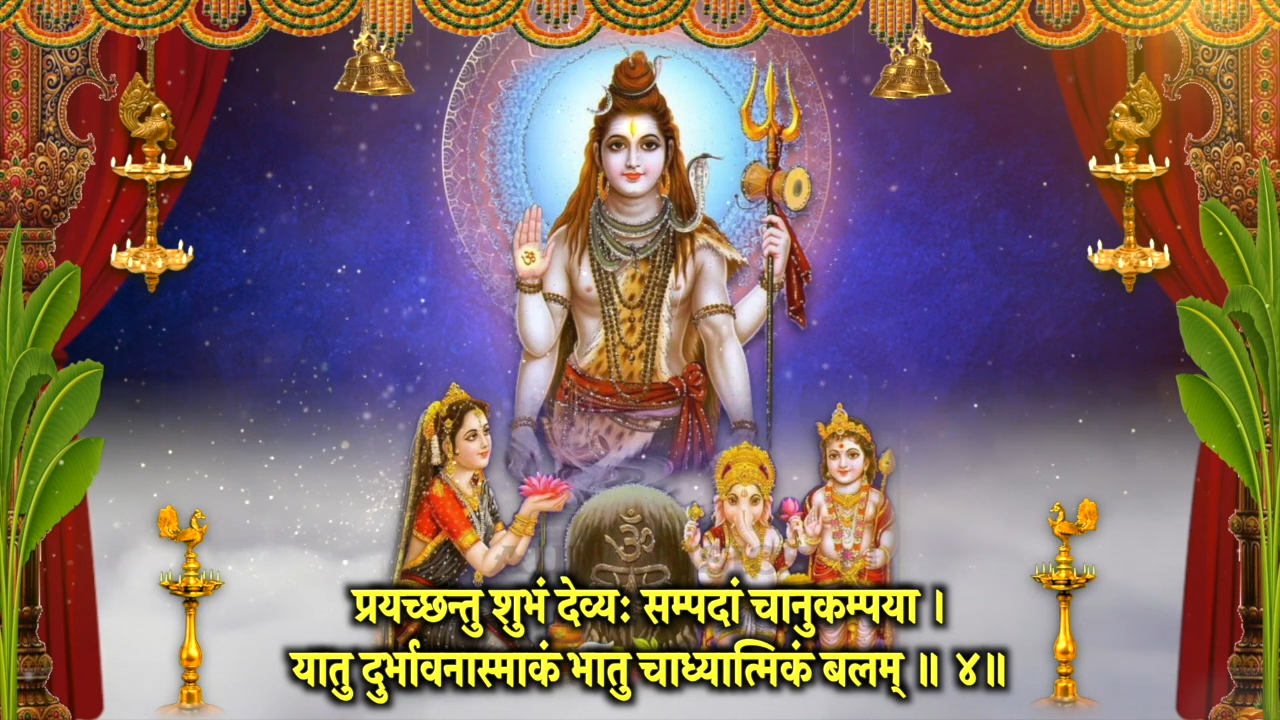 ॐ
ॐ
प्रयच्छन्तु शुभं देव्यः सम्पदां चानुकम्पया ।
यातु दुर्भावनास्माकं भातु चाध्यात्मिकं बलम् ॥ ४॥